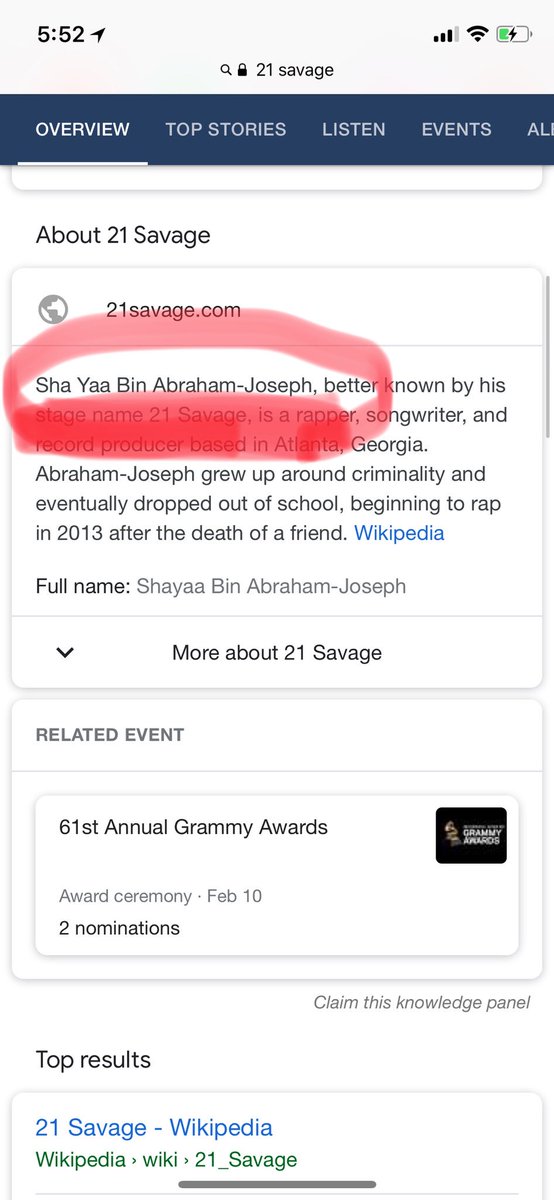 5:52
21 savage
OVERVIEW TOP STORIES LISTEN EVENTS
About 21 Savage
21savage.com
Sha Yaa Bin Abraham-Joseph, better known by his
stage name 21 Savage, is a rapper, songwriter, and
record producer based in Atlanta, Georgia.
Abraham-Joseph grew up around criminality and
eventually dropped out of school, beginning to rap
in 2013 after the death of a friend. Wikipedia
Full name: Shayaa Bin Abraham-Joseph
More about 21 Savage
RELATED EVENT
61st Annual Grammy Awards
GRAMMY
AWARDS
Award ceremony · Feb 10
2 nominations
Claim this knowledge panel
Top results
21 Savage - Wikipedia
Wikipedia › wiki › 21_Savage